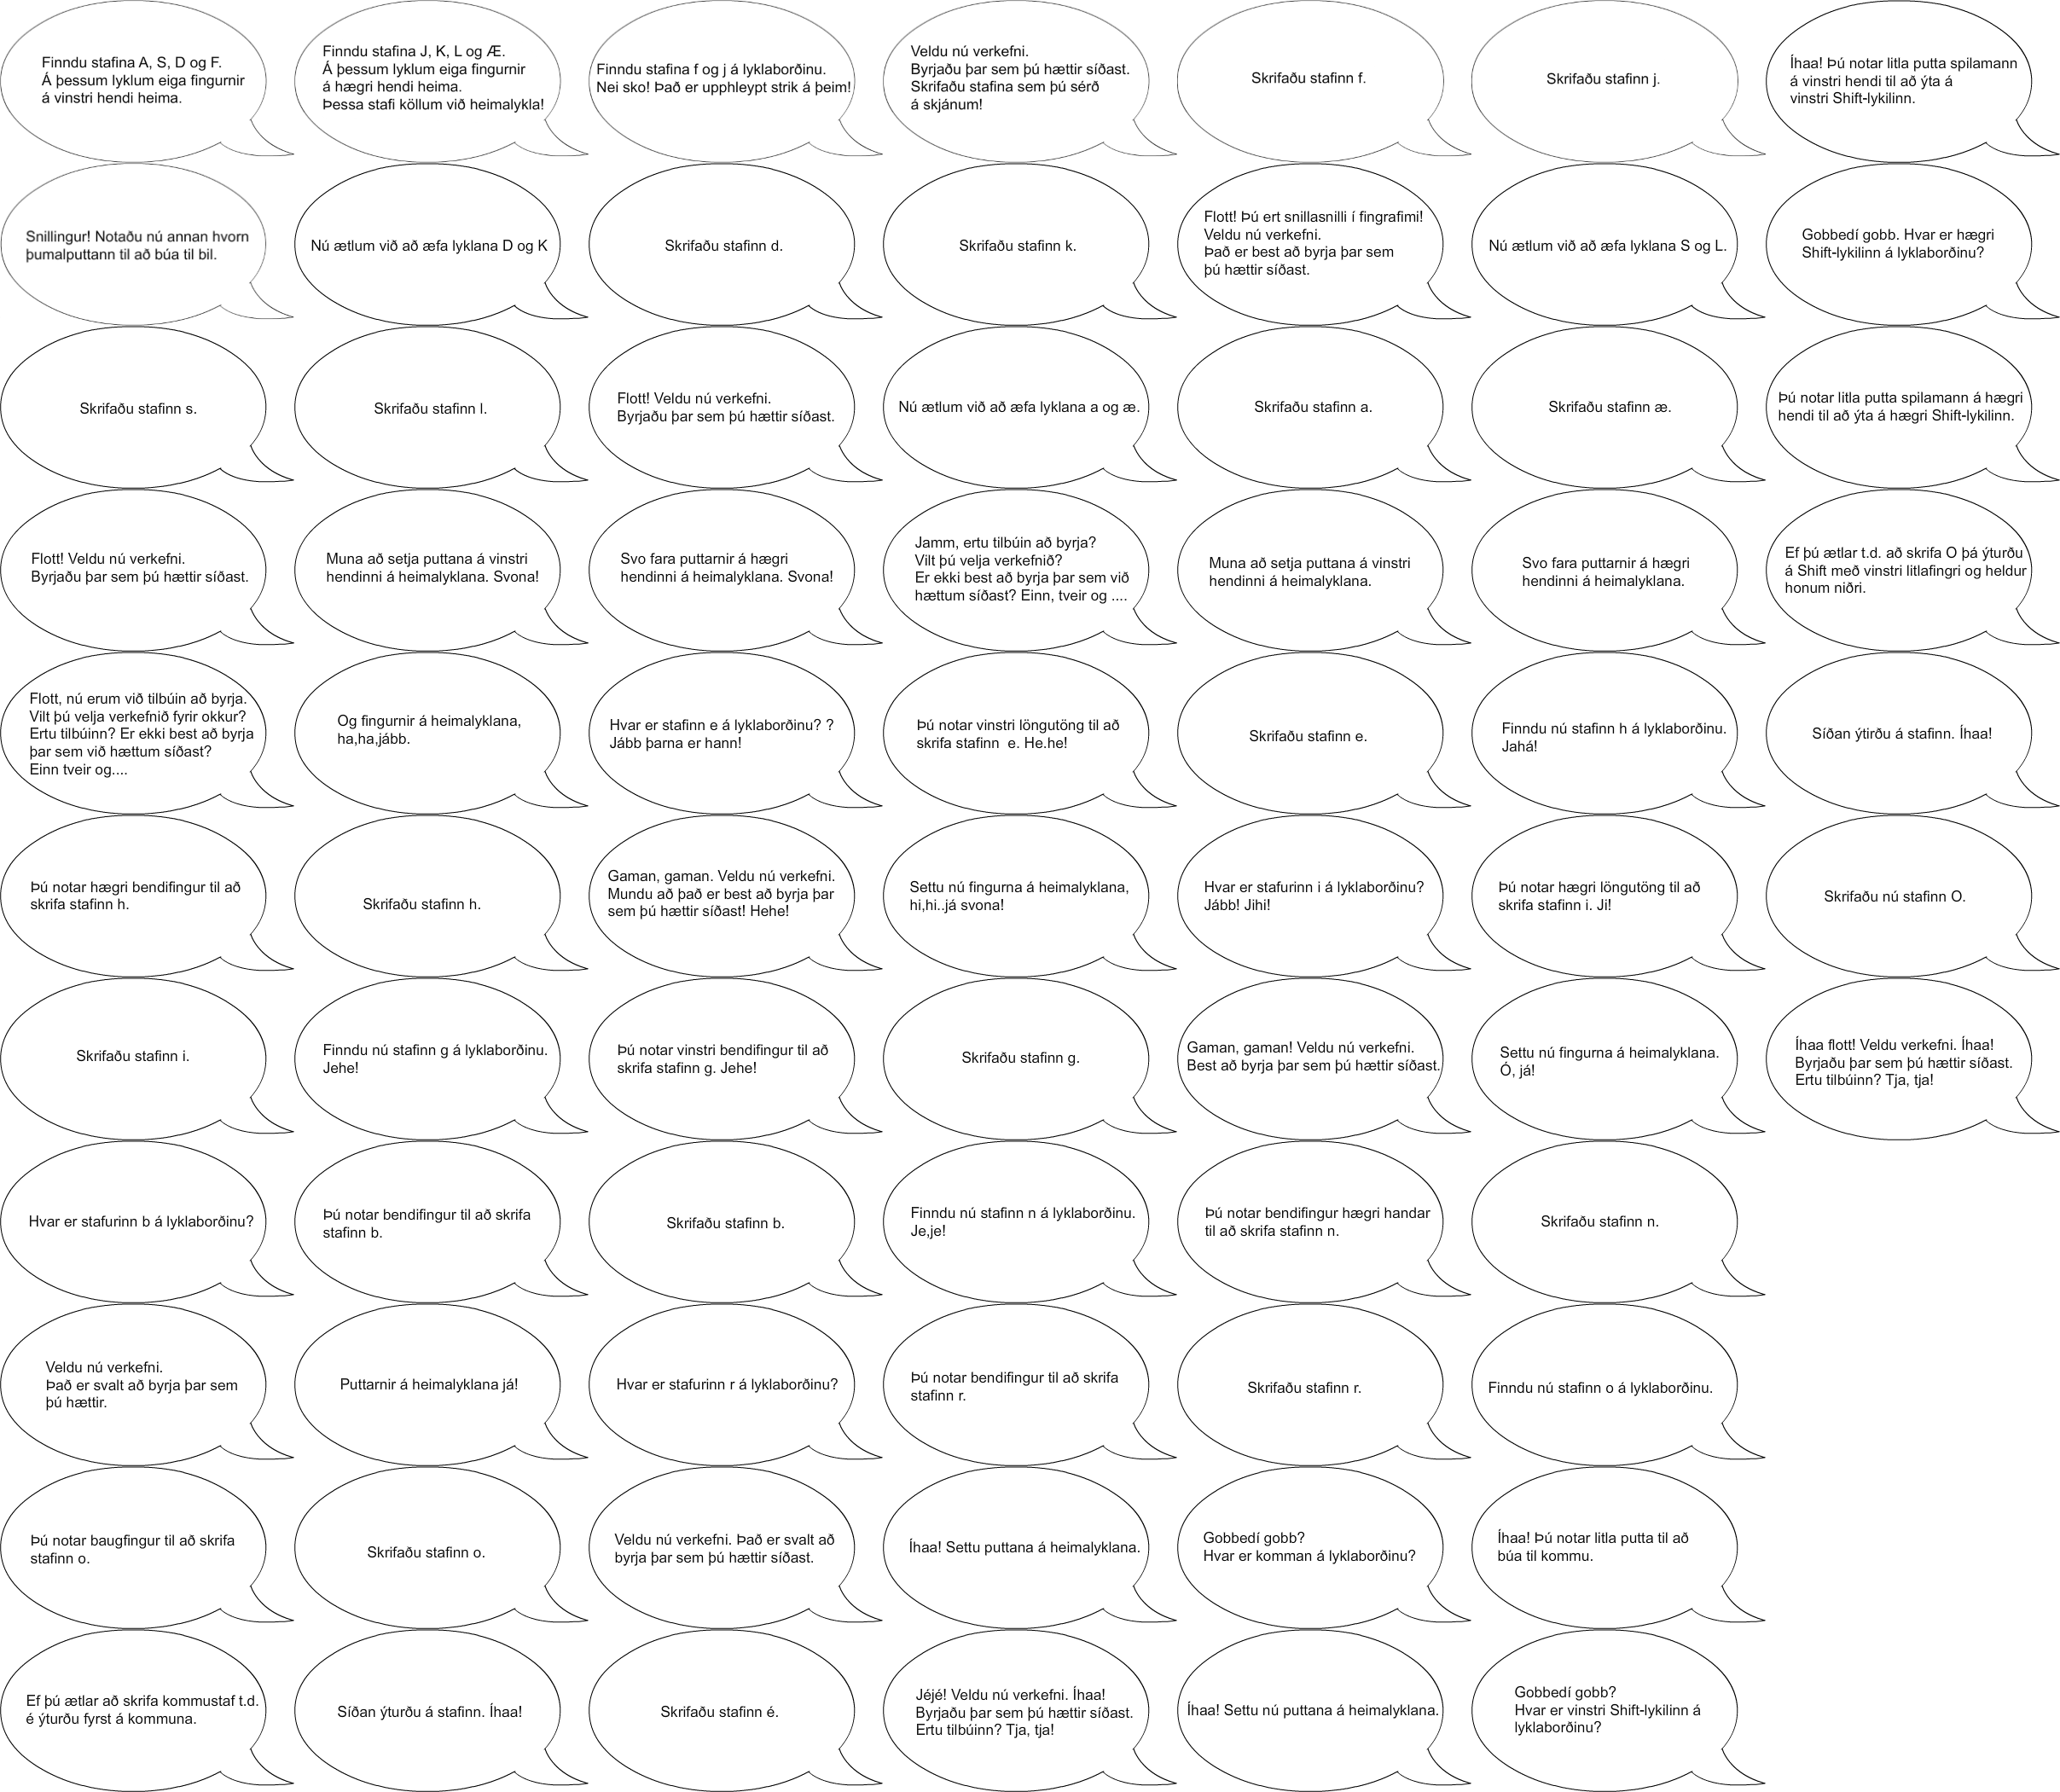 Finndu stafina A, S, D og F.
Á þessum lyklum eiga fingurnir
á vinstri hendi heima.
Finndu stafina J, K, L og Æ.
Á þessum lyklum eiga fingurnir
á hægri hendi heima.
Þessa stafi köllum við heimalykla!
Finndu stafina f og j á lyklaborðinu.
Nei sko! Það er upphleypt strik á þeim!
Veldu nú verkefni.
Byrjaðu þar sem þú hættir síðast.
Skrifaðu stafina sem þú sérð
á skjánum!
Skrifaðu stafinn f.
Skrifaðu stafinn j.
Íhaa! Þú notar litla putta spilamann
á vinstri hendi til að ýta á
vinstri Shift-lykilinn.
Snillingur! Notaðu nú annan hvorn
þumalputtann til að búa til bil.
Nú ætlum við að æfa lyklana D og K
Skrifaðu stafinn d.
Skrifaðu stafinn k.
Flott! Þú ert snillasnilli í fingrafimi!
Veldu nú verkefni.
Það er best að byrja þar sem
þú hættir síðast.
Nú ætlum við að æfa lyklana S og L.
Gobbedí gobb. Hvar er hægri
Shift-lykilinn á lyklaborðinu?
Skrifaðu stafinn s.
Skrifaðu stafinn l.
Flott! Veldu nú verkefni.
Byrjaðu þar sem þú hættir síðast.
Nú ætlum við að æfa lyklana a og æ.
Skrifaðu stafinn a.
Skrifaðu stafinn æ.
Þú notar litla putta spilamann á hægri
hendi til að ýta á hægri Shift-lykilinn.
Flott! Veldu nú verkefni.
Byrjaðu þar sem þú hættir síðast.
Muna að setja puttana á vinstri
hendinni á heimalyklana. Svona!
Svo fara puttarnir á hægri
hendinni á heimalyklana. Svona!
Jamm, ertu tilbúin að byrja?
Vilt þú velja verkefnið?
Er ekki best að byrja þar sem við
hættum síðast? Einn, tveir og ....
Muna að setja puttana á vinstri
hendinni á heimalyklana.
Svo fara puttarnir á hægri
hendinni á heimalyklana.
Ef þú ætlar t.d. að skrifa O þá ýturðu
á Shift með vinstri litlafingri og heldur
honum niðri.
Flott, nú erum við tilbúin að byrja.
Vilt þú velja verkefnið fyrir okkur?
Ertu tilbúinn? Er ekki best að byrja
þar sem við hættum síðast?
Einn tveir og....
Og fingurnir á heimalyklana,
ha,ha,jább.
Hvar er stafinn e á lyklaborðinu? ?
Jább þarna er hann!
Þú notar vinstri löngutöng til að
skrifa stafinn  e. He.he!
Skrifaðu stafinn e.
Finndu nú stafinn h á lyklaborðinu.
Jahá!
Síðan ýtirðu á stafinn. Íhaa!
Þú notar hægri bendifingur til að
skrifa stafinn h.
Skrifaðu stafinn h.
Gaman, gaman. Veldu nú verkefni.
Mundu að það er best að byrja þar
sem þú hættir síðast! Hehe!
Settu nú fingurna á heimalyklana,
hi,hi..já svona!
Hvar er stafurinn i á lyklaborðinu?
Jább! Jihi!
Þú notar hægri löngutöng til að
skrifa stafinn i. Ji!
Skrifaðu nú stafinn O.
Skrifaðu stafinn i.
Finndu nú stafinn g á lyklaborðinu.
Jehe!
Þú notar vinstri bendifingur til að
skrifa stafinn g. Jehe!
Skrifaðu stafinn g.
Gaman, gaman! Veldu nú verkefni.
Best að byrja þar sem þú hættir síðast.
Settu nú fingurna á heimalyklana.
Ó, já!
Íhaa flott! Veldu verkefni. Íhaa!
Byrjaðu þar sem þú hættir síðast.
Ertu tilbúinn? Tja, tja!
Hvar er stafurinn b á lyklaborðinu?
Þú notar bendifingur til að skrifa
stafinn b.
Skrifaðu stafinn b.
Finndu nú stafinn n á lyklaborðinu.
Je,je!
Þú notar bendifingur hægri handar
til að skrifa stafinn n.
Skrifaðu stafinn n.
Veldu nú verkefni.
Það er svalt að byrja þar sem
þú hættir.
Puttarnir á heimalyklana já!
Hvar er stafurinn r á lyklaborðinu?
Þú notar bendifingur til að skrifa
stafinn r.
Skrifaðu stafinn r.
Finndu nú stafinn o á lyklaborðinu.
Þú notar baugfingur til að skrifa
stafinn o.
Skrifaðu stafinn o.
Veldu nú verkefni. Það er svalt að
byrja þar sem þú hættir síðast.
Íhaa! Settu puttana á heimalyklana.
Gobbedí gobb?
Hvar er komman á lyklaborðinu?
Íhaa! Þú notar litla putta til að
búa til kommu.
Ef þú ætlar að skrifa kommustaf t.d.
é ýturðu fyrst á kommuna.
Síðan ýturðu á stafinn. Íhaa!
Skrifaðu stafinn é.
Jéjé! Veldu nú verkefni. Íhaa!
Byrjaðu þar sem þú hættir síðast.
Ertu tilbúinn? Tja, tja!
Íhaa! Settu nú puttana á heimalyklana.
Gobbedí gobb?
Hvar er vinstri Shift-lykilinn á
lyklaborðinu?